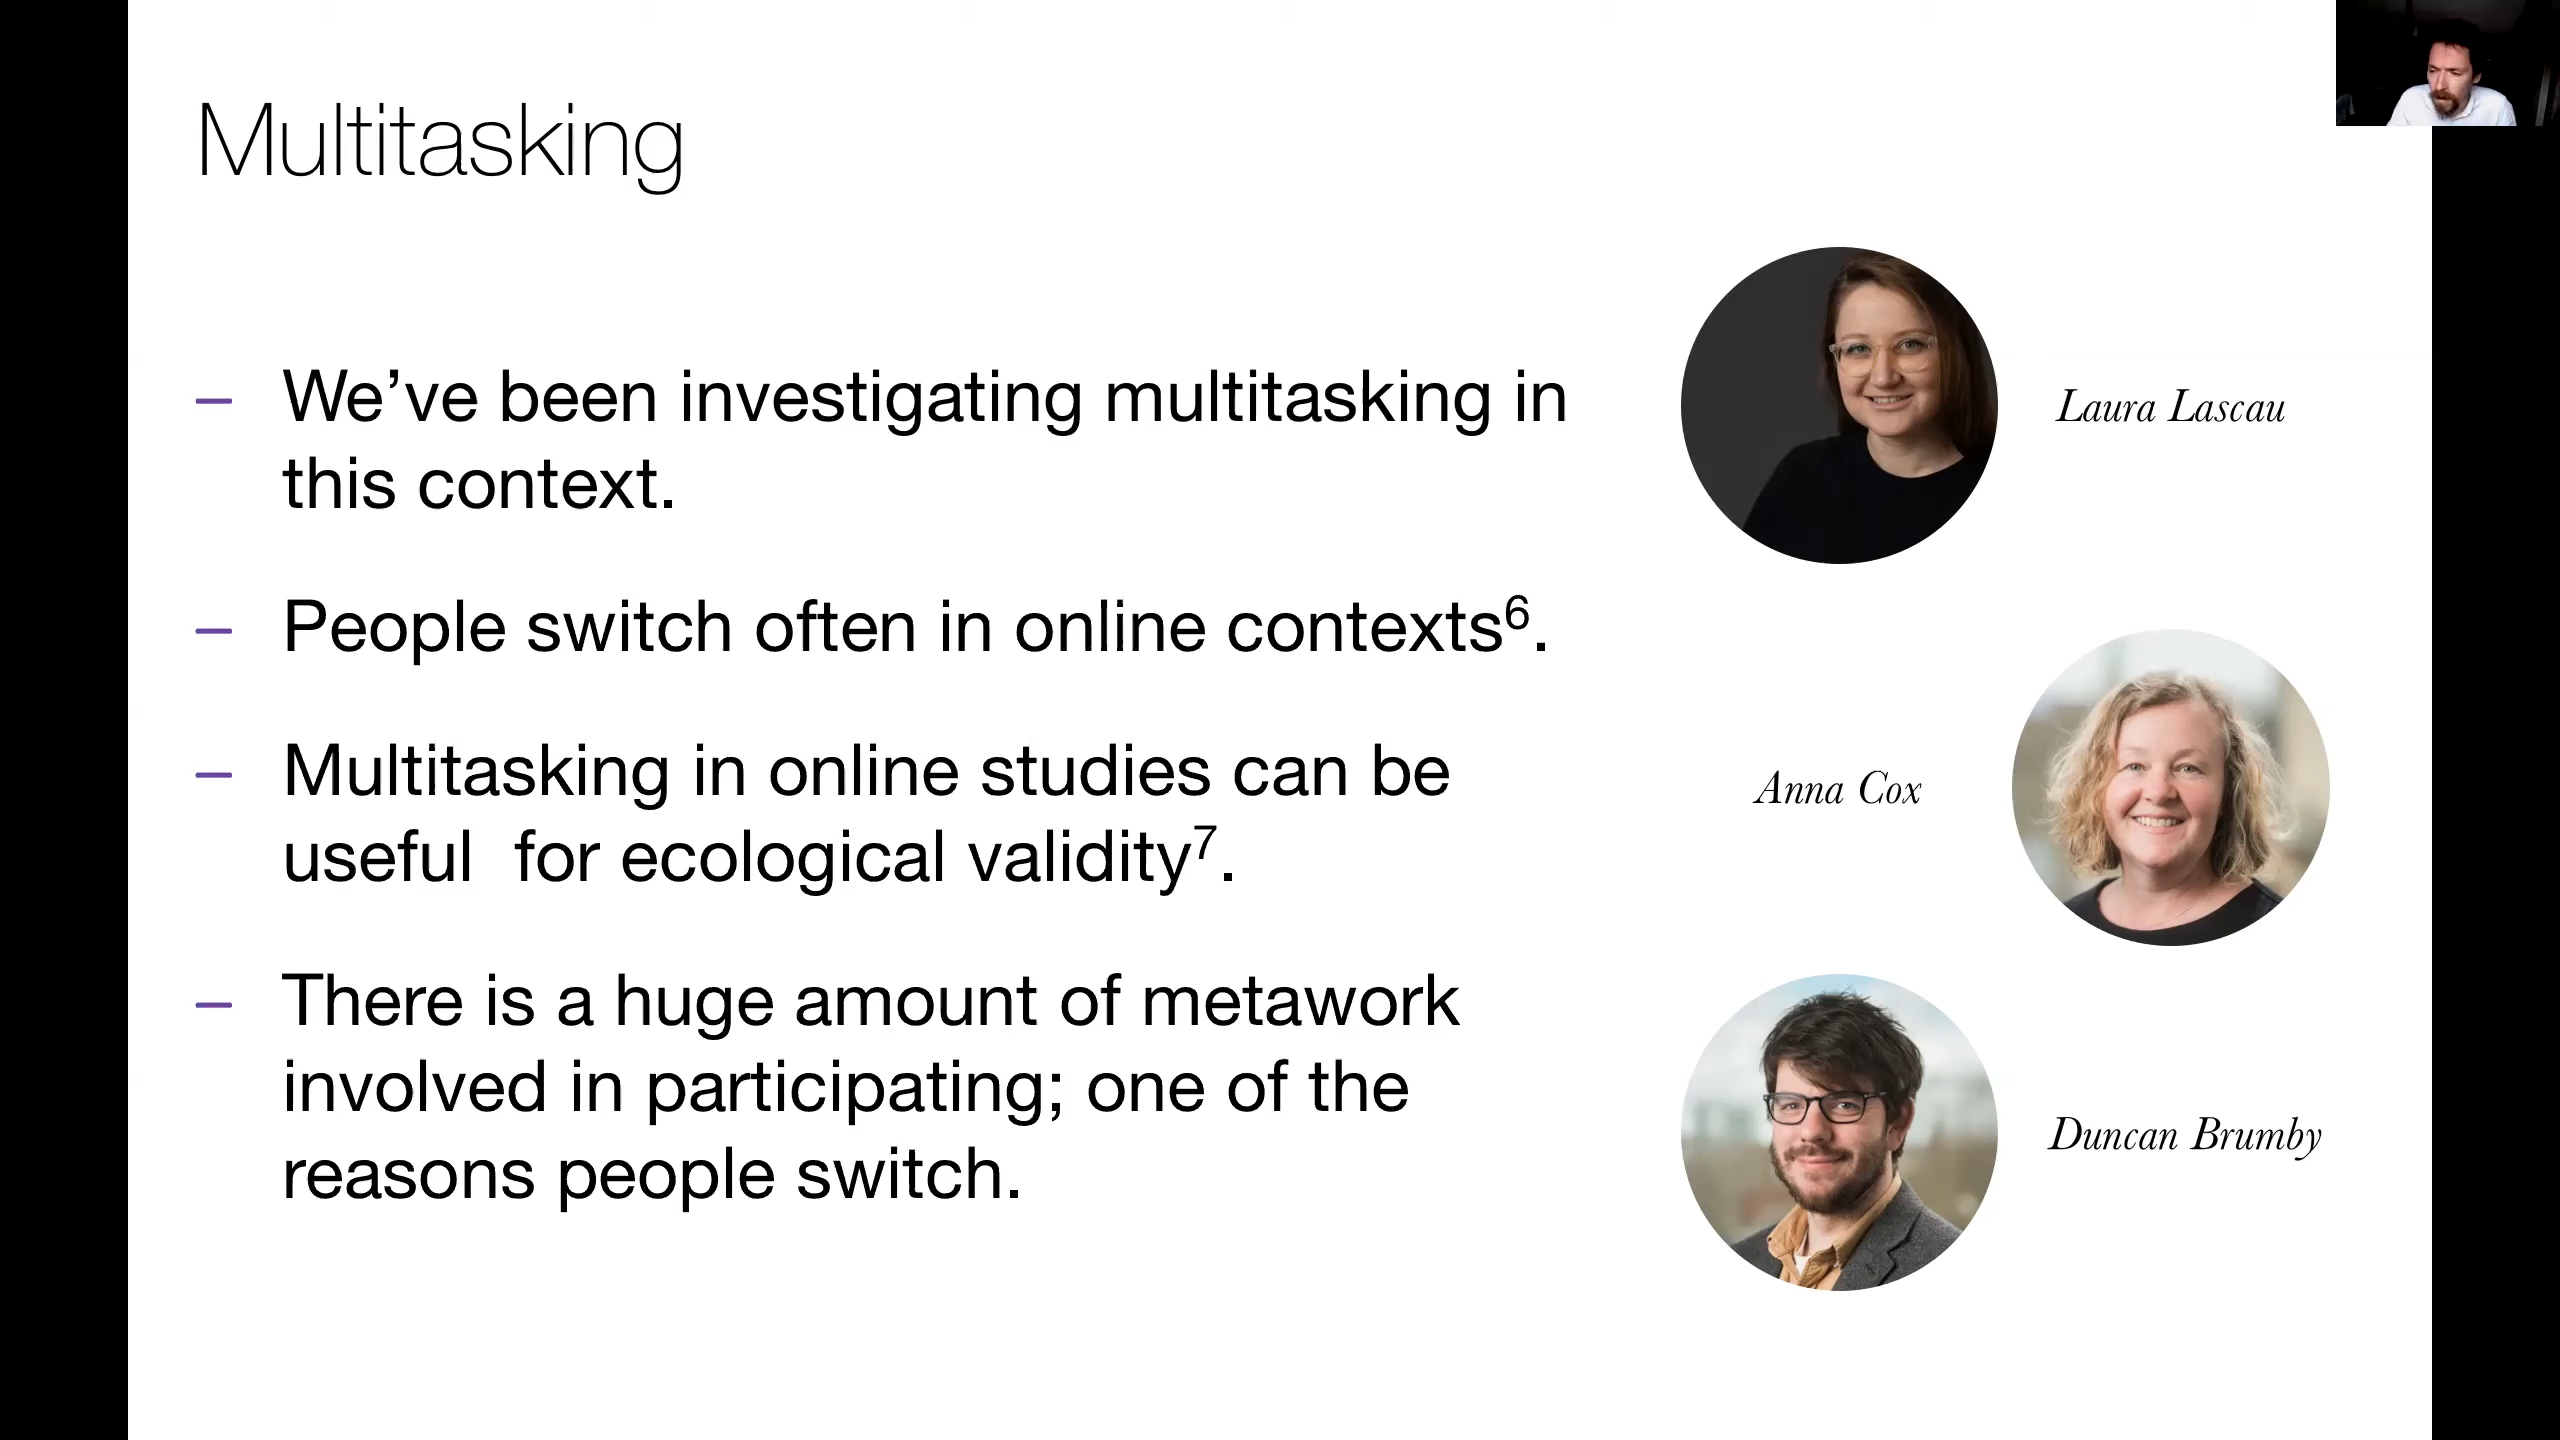 Multitasking
– We’ve been investigating multitasking in
this context.
– People switch often in online contexts⁶.
– Multitasking in online studies can be
useful  for ecological validity⁷.
– There is a huge amount of metawork
involved in participating; one of the
reasons people switch.
Laura Lascau
Anna Cox
Duncan Brumby